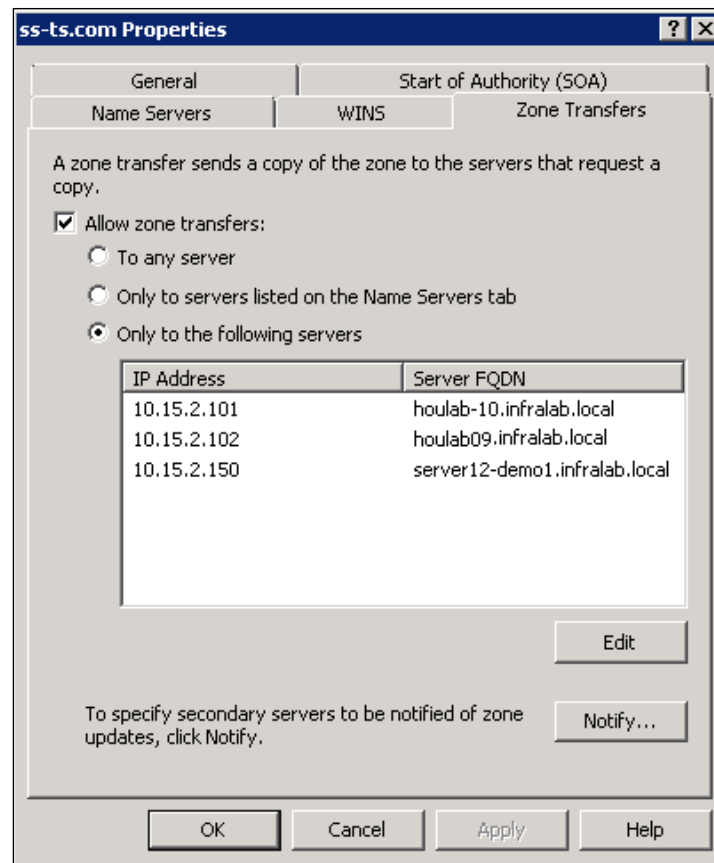 ss-ts.com Properties
General Start of Authority (SOA)
Name Servers WINS Zone Transfers
A zone transfer sends a copy of the zone to the servers that request a
copy.
Allow zone transfers:
To any server
Only to servers listed on the Name Servers tab
Only to the following servers
IP Address Server FQDN
10.15.2.101 houlab-10.infralab.local
10.15.2.102 houlab09.infralab.local
10.15.2.150 server12-demo1.infralab.local
Edit
To specify secondary servers to be notified of zone
updates, click Notify.
Notify...
OK Cancel Apply Help